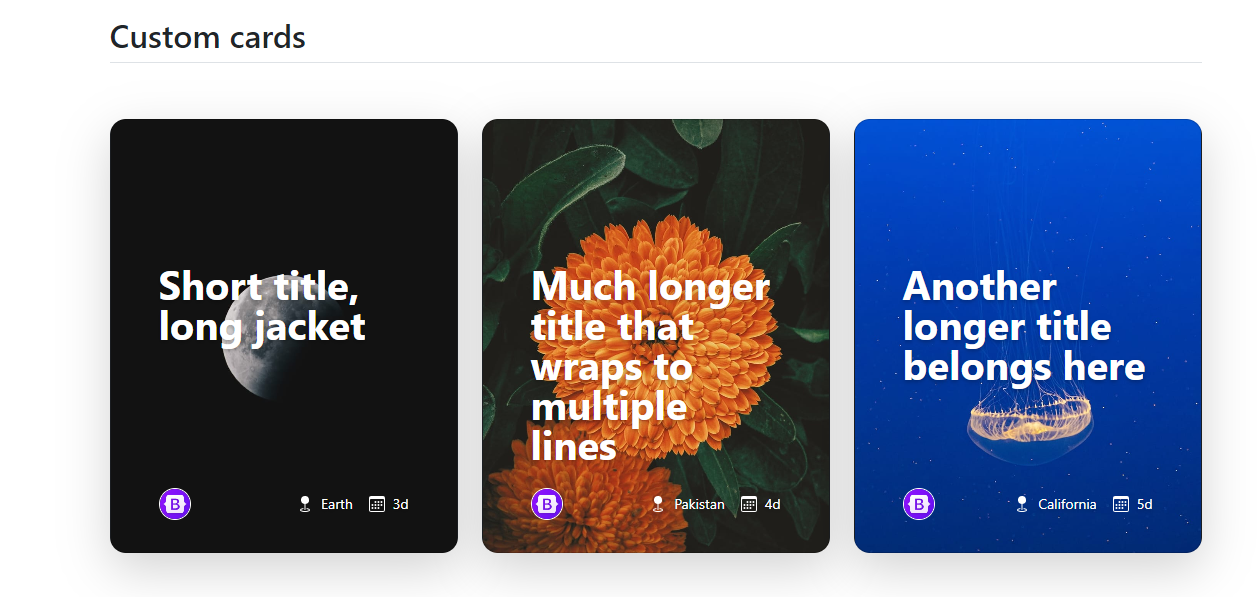 Custom cards
Short title,
long jacket
B
Earth
3d
Much longer
title that
wraps to
multiple
lines
B
Pakistan
4d
Another
longer title
belongs here
B
California
5d